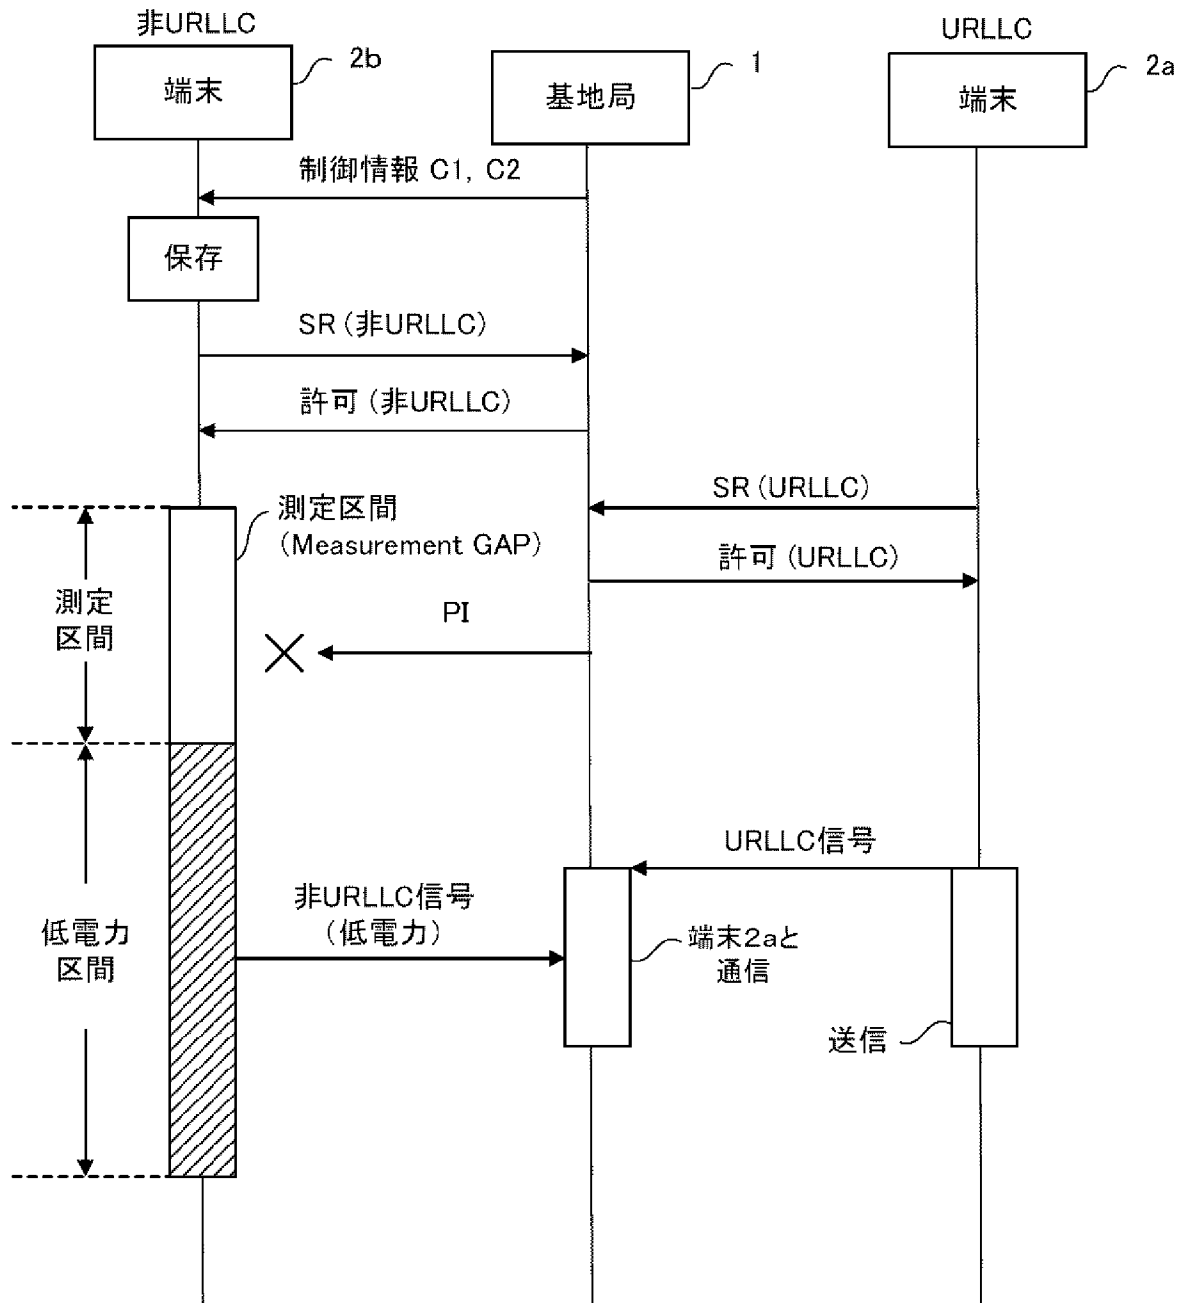 非URLLC
URLLC
端末
2b
基地局
1
端末
2a
制御情報 C1, C2
保存
SR (非URLLC)
許可 (非URLLC)
SR (URLLC)
測定区間
(Measurement GAP)
許可 (URLLC)
測定
区間
PI
URLLC信号
非URLLC信号
(低電力)
低電力
区間
端末2aと
通信
送信